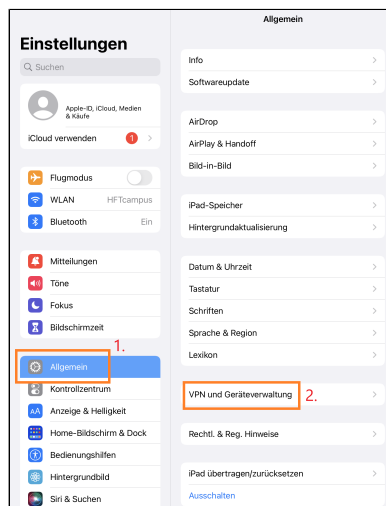 Allgemein
Einstellungen
Suchen
Apple-ID, iCloud, Medien
& Käufe
iCloud verwenden 1
Flugmodus
WLAN HFTcampus
Bluetooth Ein
Mitteilungen
Töne
Fokus
Bildschirmzeit
1.
Allgemein
Kontrollzentrum
AA Anzeige & Helligkeit
Home-Bildschirm & Dock
Bedienungshilfen
Hintergrundbild
Siri & Suchen
Info
Softwareupdate
AirDrop
AirPlay & Handoff
Bild-in-Bild
iPad-Speicher
Hintergrundaktualisierung
Datum & Uhrzeit
Tastatur
Schriften
Sprache & Region
Lexikon
VPN und Geräteverwaltung 2.
Rechtl. & Reg. Hinweise
iPad übertragen/zurücksetzen
Ausschalten